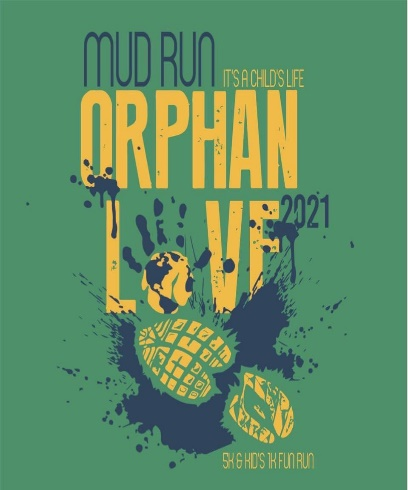 MUD RUN
IT'S A CHILD'S LIFE
ORPHAN
LOVE
2021
5K & KID'S 1K FUN RUN